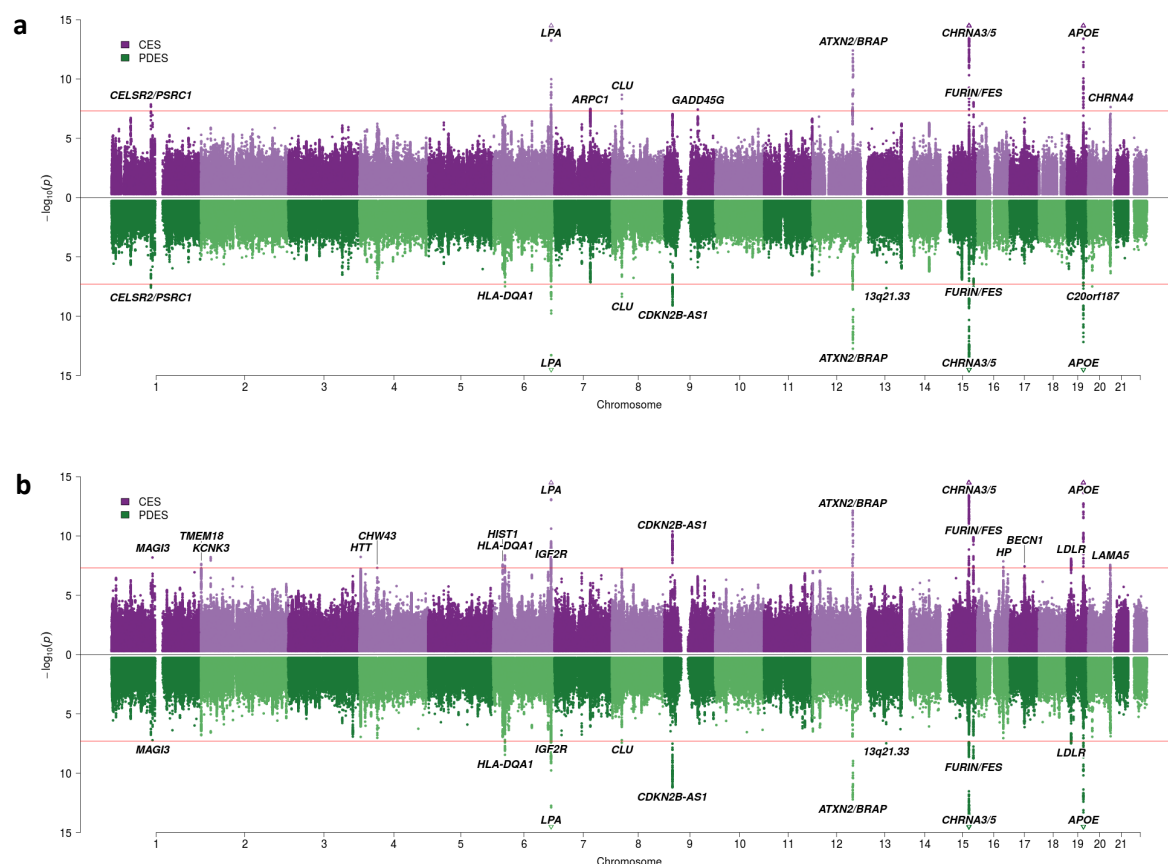 a
15
CES
PDES
LPA
ATXN2/BRAP
CHRNA3/5
APOE
10
CELSR2/PSRC1
ARPC1
CLU
GADD45G
FURIN/FES
CHRNA4
5
−log10(p)
0
5
CELSR2/PSRC1
HLA-DQA1
CLU
CDKN2B-AS1
13q21.33
FURIN/FES
C20orf187
10
LPA
ATXN2/BRAP
CHRNA3/5
APOE
15
1 2 3 4 5 6 7 8 9 10 11 12 13 14 15 16 17 18 19 20 21
Chromosome
b
15
CES
PDES
LPA
ATXN2/BRAP
CHRNA3/5
APOE
10
MAGI3
TMEM18
KCNK3
HTT
CHW43
HIST1
HLA-DQA1
IGF2R
CDKN2B-AS1
FURIN/FES
HP
BECN1
LDLR
LAMA5
5
−log10(p)
0
5
MAGI3
HLA-DQA1
IGF2R
CLU
CDKN2B-AS1
13q21.33
FURIN/FES
LDLR
10
LPA
ATXN2/BRAP
CHRNA3/5
APOE
15
1 2 3 4 5 6 7 8 9 10 11 12 13 14 15 16 17 18 19 20 21
Chromosome